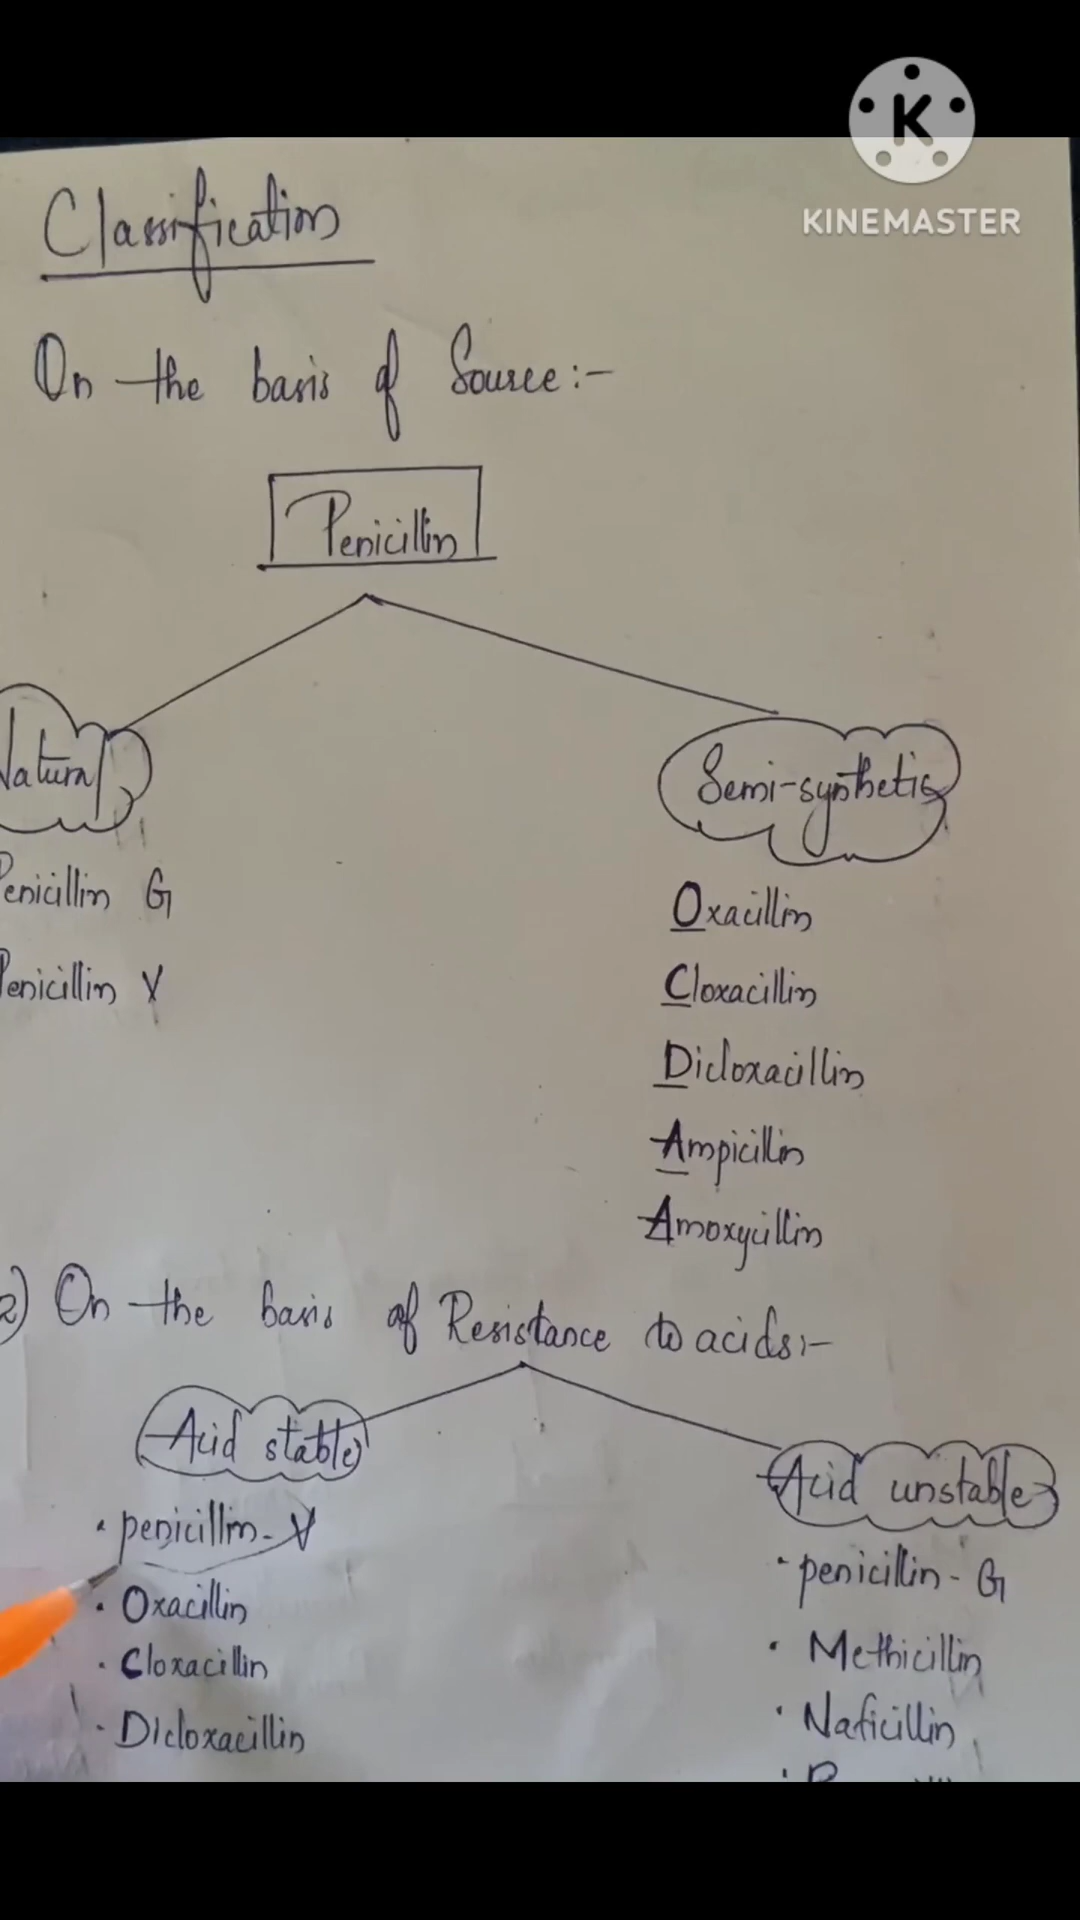 KINEMASTER
Classification
On the basis of Source:-
Penicillin
Natural
Semi-synthetic
Penicillin G
Penicillin V
Oxacillin
Cloxacillin
Dicloxacillin
Ampicillin
Amoxycillin
2) On the basis of Resistance to acids:-
Acid stable
Acid unstable
• penicillin-V
• Oxacillin
• Cloxacillin
• Dicloxacillin
• penicillin-G
• Methicillin
• Naficillin